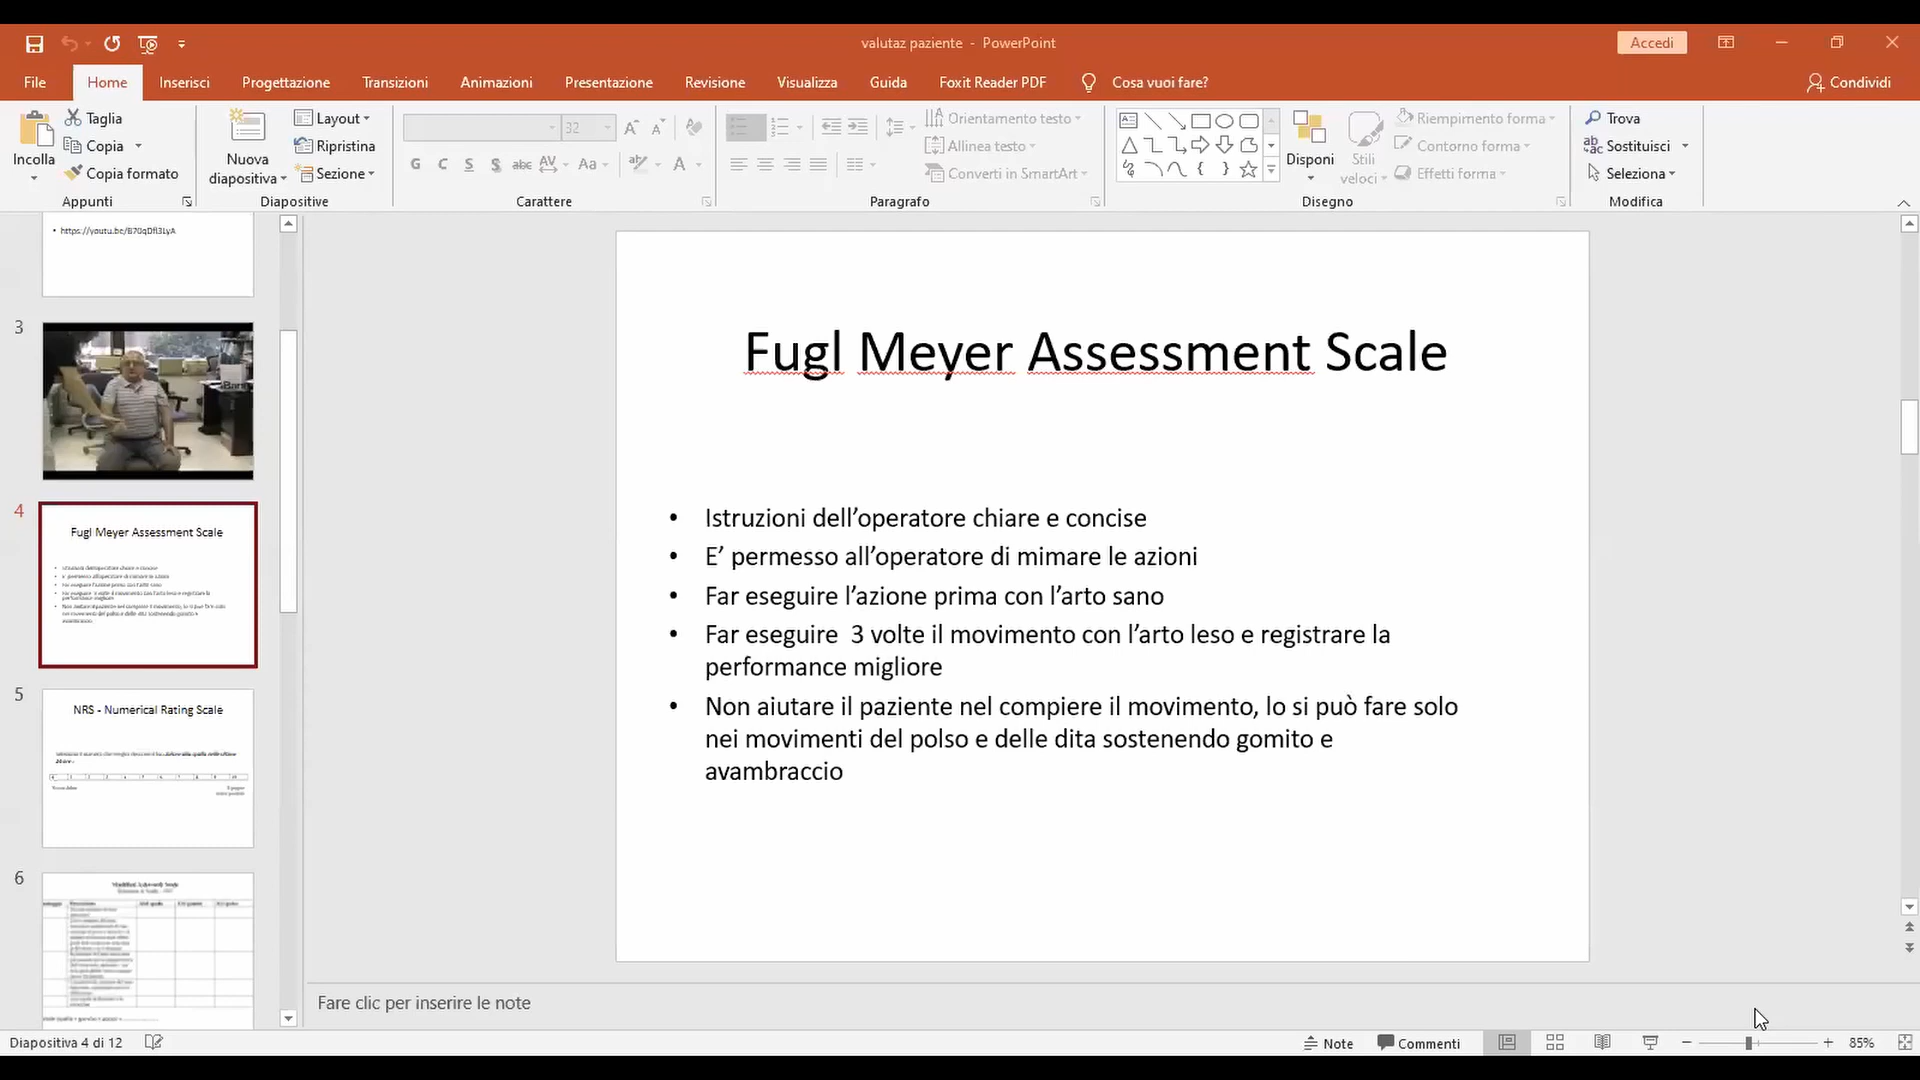 valutaz paziente - PowerPoint
Accedi
File Home Inserisci Progettazione Transizioni Animazioni Presentazione Revisione Visualizza Guida Foxit Reader PDF Cosa vuoi fare? Condividi
Incolla
Taglia
Copia
Copia formato
Appunti
Nuova
diapositiva
Layout
Ripristina
Sezione
Diapositive
32
G C S S abc AV Aa A
Carattere
Orientamento testo
Allinea testo
Converti in SmartArt
Paragrafo
Disponi
Stili
veloci
Riempimento forma
Contorno forma
Effetti forma
Disegno
Trova
Sostituisci
Seleziona
Modifica
3
4
Fugl Meyer Assessment Scale
5
NRS - Numerical Rating Scale
6
Fugl Meyer Assessment Scale
• Istruzioni dell’operatore chiare e concise
• E’ permesso all’operatore di mimare le azioni
• Far eseguire l’azione prima con l’arto sano
• Far eseguire 3 volte il movimento con l’arto leso e registrare la
performance migliore
• Non aiutare il paziente nel compiere il movimento, lo si può fare solo
nei movimenti del polso e delle dita sostenendo gomito e
avambraccio
Fare clic per inserire le note
Diapositiva 4 di 12
Note
Commenti
85%